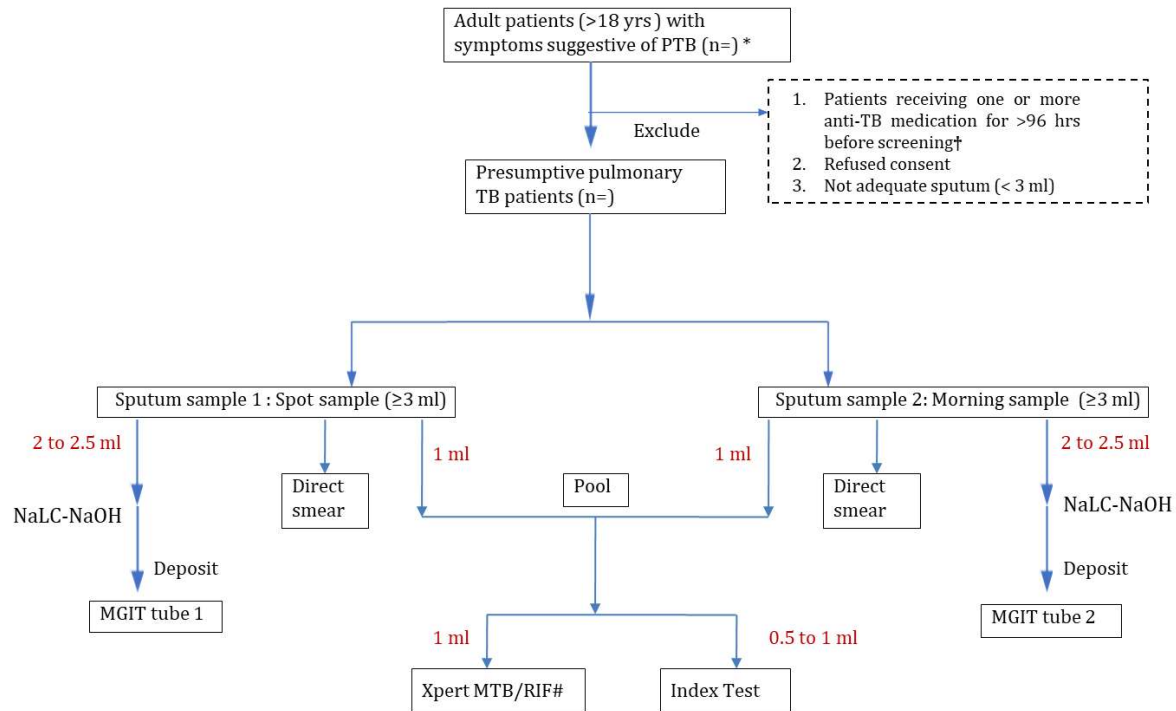 Adult patients (>18 yrs ) with
symptoms suggestive of PTB (n=) *
Exclude
1. Patients receiving one or more
anti-TB medication for >96 hrs
before screening†
2. Refused consent
3. Not adequate sputum (< 3 ml)
Presumptive pulmonary
TB patients (n=)
Sputum sample 1 : Spot sample (≥3 ml)
Sputum sample 2: Morning sample (≥3 ml)
2 to 2.5 ml
1 ml
1 ml
2 to 2.5 ml
Direct
smear
Pool
Direct
smear
NaLC-NaOH
NaLC-NaOH
Deposit
Deposit
MGIT tube 1
MGIT tube 2
1 ml
0.5 to 1 ml
Xpert MTB/RIF#
Index Test